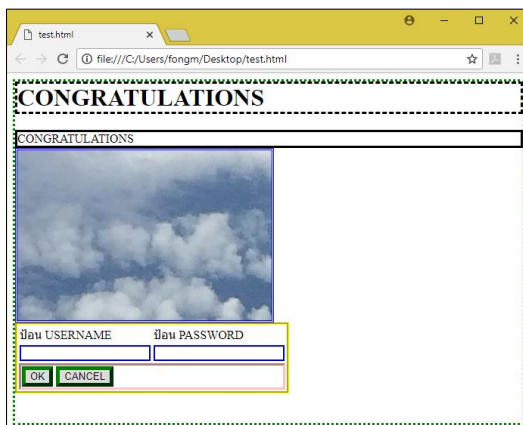 test.html
file:///C:/Users/fongm/Desktop/test.html
CONGRATULATIONS
CONGRATULATIONS
ป้อน USERNAME ป้อน PASSWORD
OK CANCEL